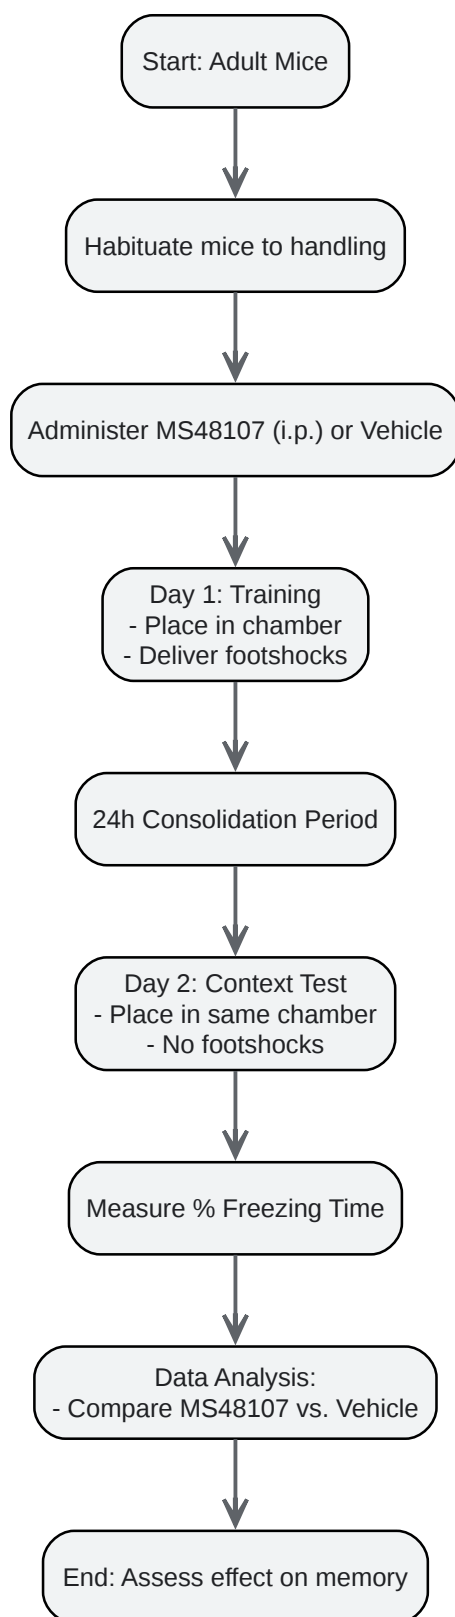 Start: Adult Mice
Habituate mice to handling
Administer MS48107 (i.p.) or Vehicle
Day 1: Training
- Place in chamber
- Deliver footshocks
24h Consolidation Period
Day 2: Context Test
- Place in same chamber
- No footshocks
Measure % Freezing Time
Data Analysis:
- Compare MS48107 vs. Vehicle
End: Assess effect on memory